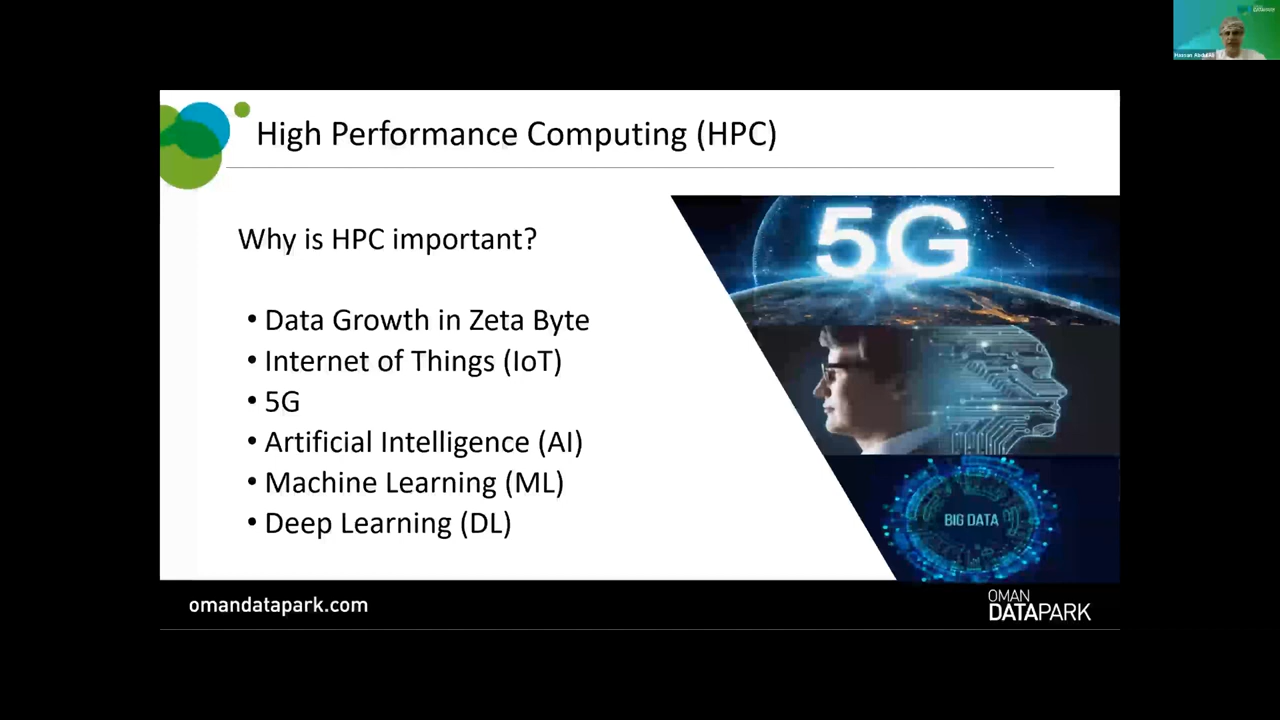 High Performance Computing (HPC)
Why is HPC important?
• Data Growth in Zeta Byte
• Internet of Things (IoT)
• 5G
• Artificial Intelligence (AI)
• Machine Learning (ML)
• Deep Learning (DL)
5G
BIG DATA
omandatapark.com
OMAN
DATAPARK